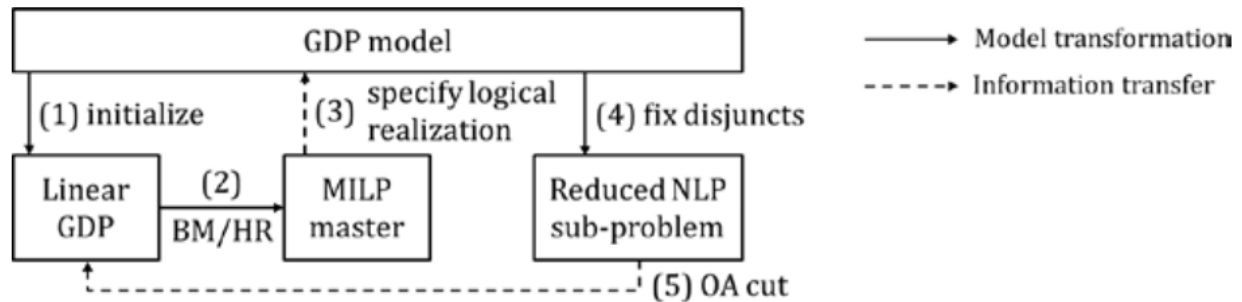 GDP model
Model transformation
Information transfer
(1) initialize
(3) specify logical
realization
(4) fix disjuncts
Linear
GDP
(2)
BM/HR
MILP
master
Reduced NLP
sub-problem
(5) OA cut